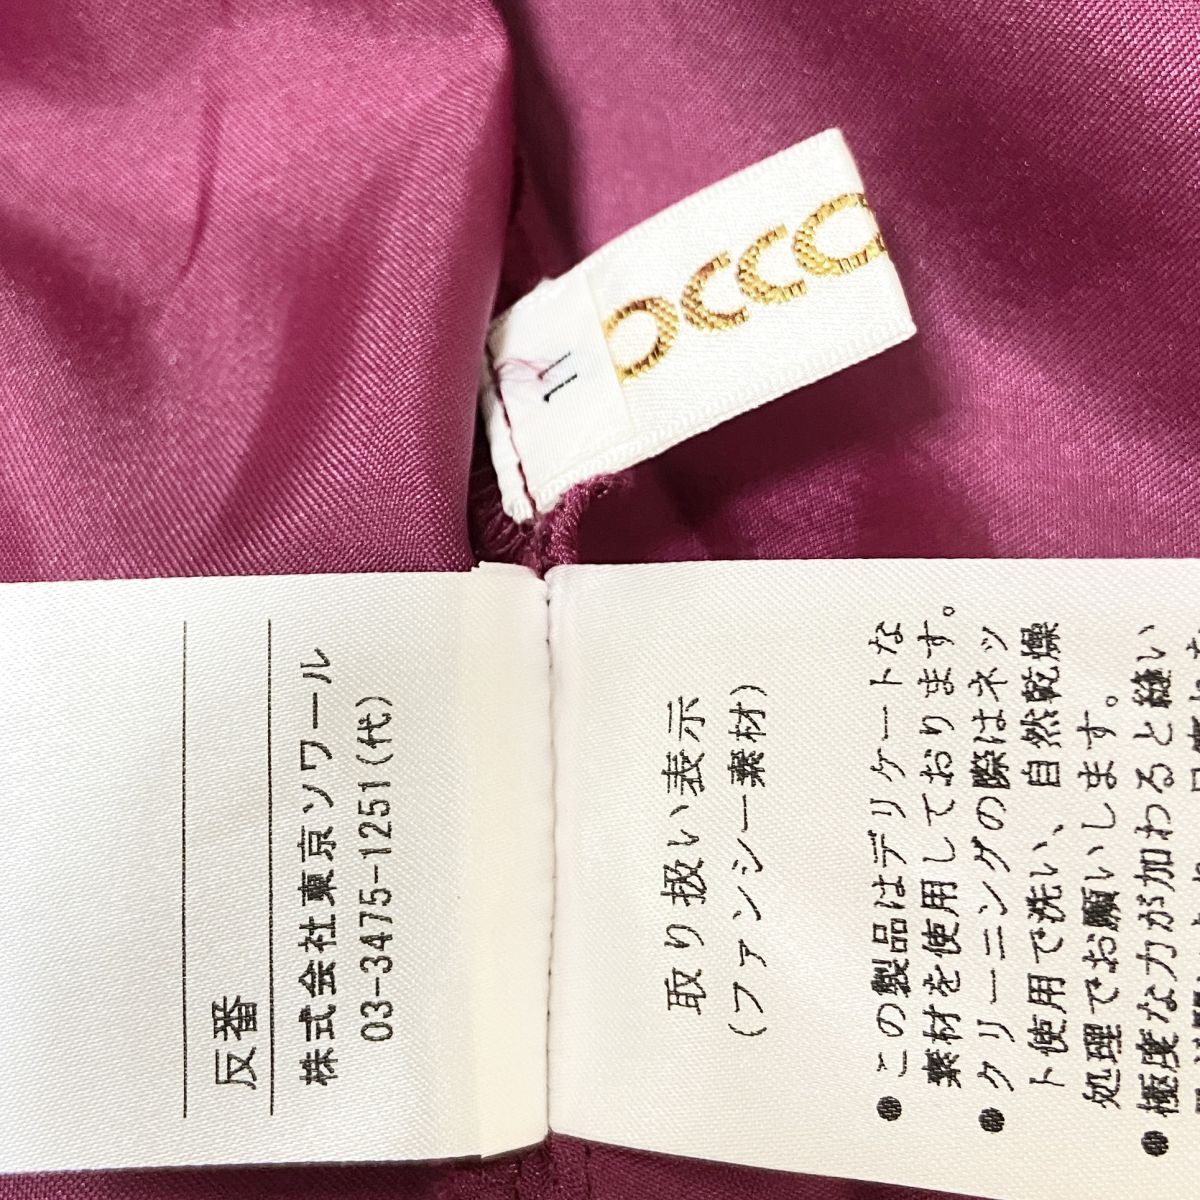 OCCO
11
反番
株式会社東京ソワール
03-3475-1251(代)
取り扱い表示
(ファンシー素材)
●この製品はデリケートな
素材を使用しております。
●クリーニングの際はネッ
ト使用で洗い、自然乾燥
処理でお願いします。
●極度な力が加わると縫い